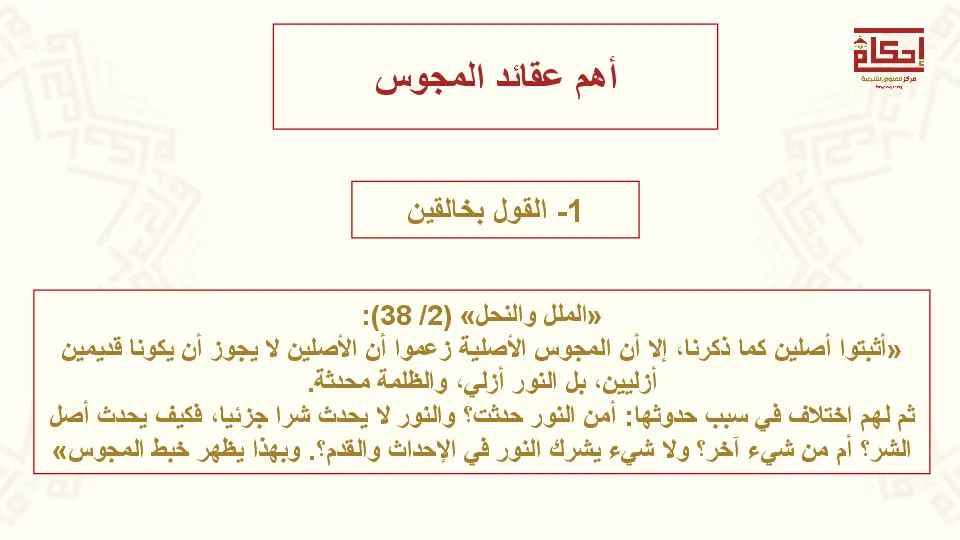 إحكام
مركز للعلوم الشرعية
أهم عقائد المجوس
1- القول بخالقين
«الملل والنحل» (2/ 38):
«أثبتوا أصلين كما ذكرنا، إلا أن المجوس الأصلية زعموا أن الأصلين لا يجوز أن يكونا قديمين
أزليين، بل النور أزلي، والظلمة محدثة.
ثم لهم اختلاف في سبب حدوثها: أمن النور حدثت؟ والنور لا يحدث شرا جزئيا، فكيف يحدث أصل
الشر؟ أم من شيء آخر؟ ولا شيء يشرك النور في الإحداث والقدم؟. وبهذا يظهر خبط المجوس»